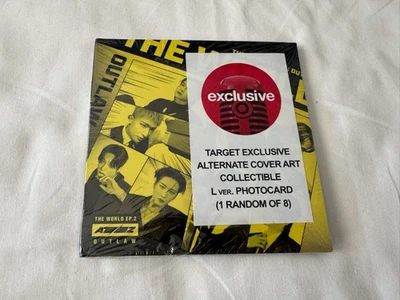 THE W
OUTLAW
exclusive
TARGET EXCLUSIVE
ALTERNATE COVER ART
COLLECTIBLE
L VER. PHOTOCARD
(1 RANDOM OF 8)
THE WORLD EP.2
ATEEZ
OUTLAW